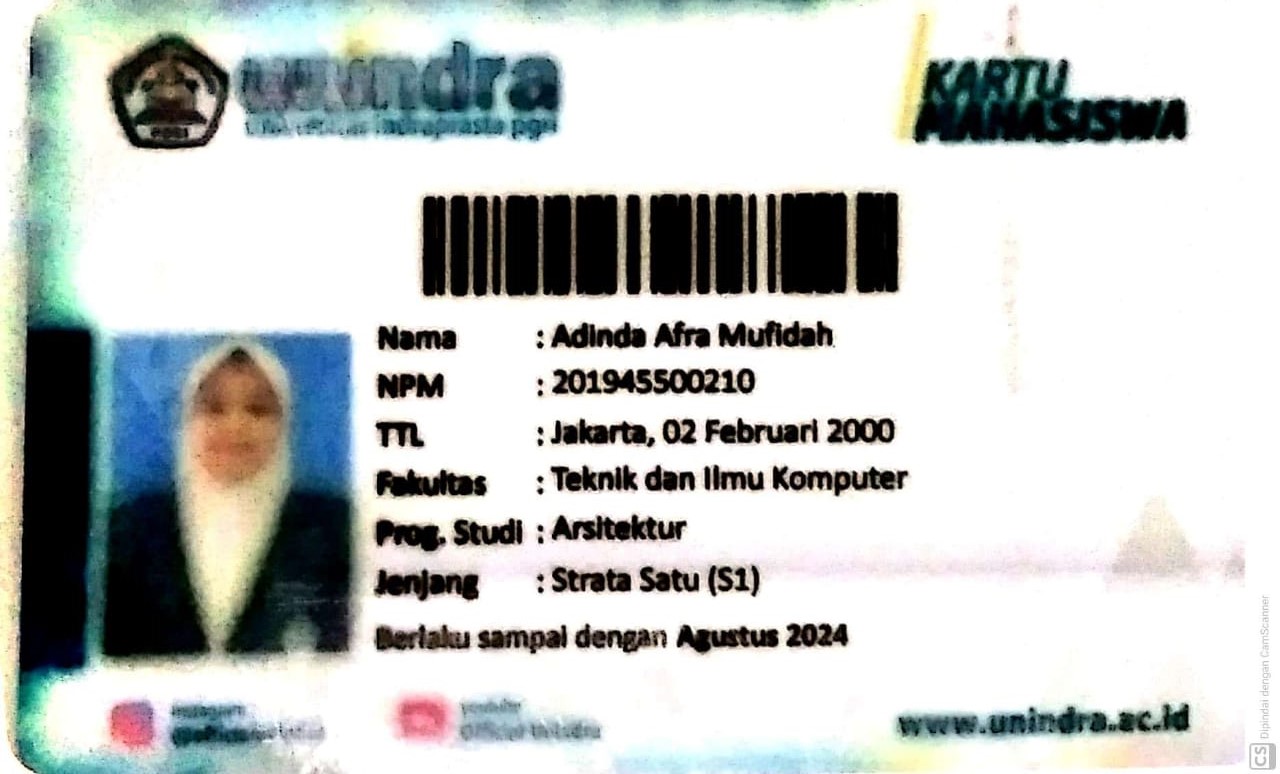 unindra
universitas indraprasta pgri
KARTU
MAHASISWA
Nama : Adinda Afra Mufidah
NPM : 201945500210
TTL : Jakarta, 02 Februari 2000
Fakultas : Teknik dan Ilmu Komputer
Prog. Studi : Arsitektur
Jenjang : Strata Satu (S1)
Berlaku sampai dengan Agustus 2024
instagram
youtube
www.unindra.ac.id
Dipindai dengan CamScanner
CS